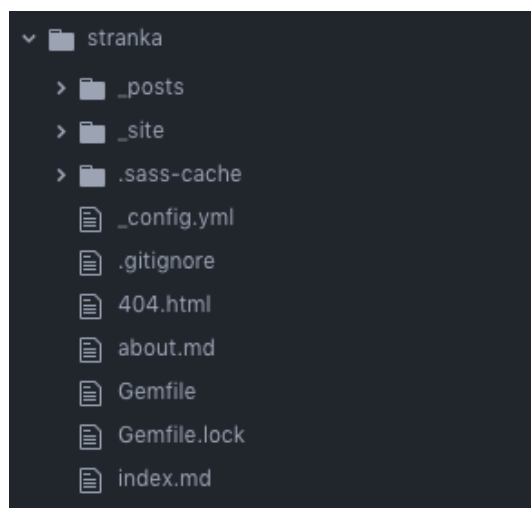 stranka
_posts
_site
.sass-cache
_config.yml
.gitignore
404.html
about.md
Gemfile
Gemfile.lock
index.md